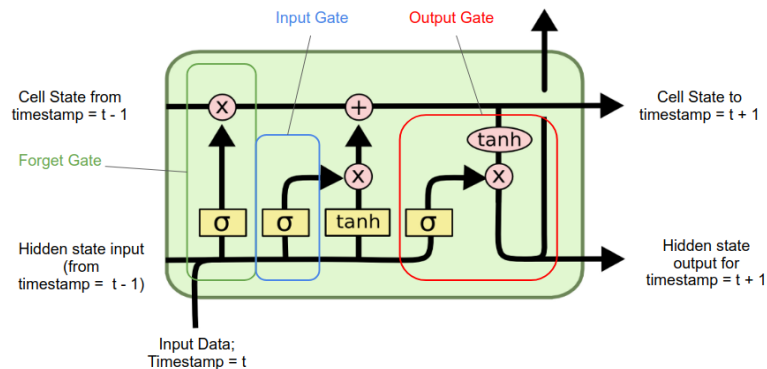 Input Gate
Output Gate
Cell State from
timestamp = t - 1
x
+
Cell State to
timestamp = t + 1
tanh
Forget Gate
x
x
σ
σ
tanh
σ
Hidden state input
(from
timestamp =  t - 1)
Hidden state
output for
timestamp = t + 1
Input Data;
Timestamp = t